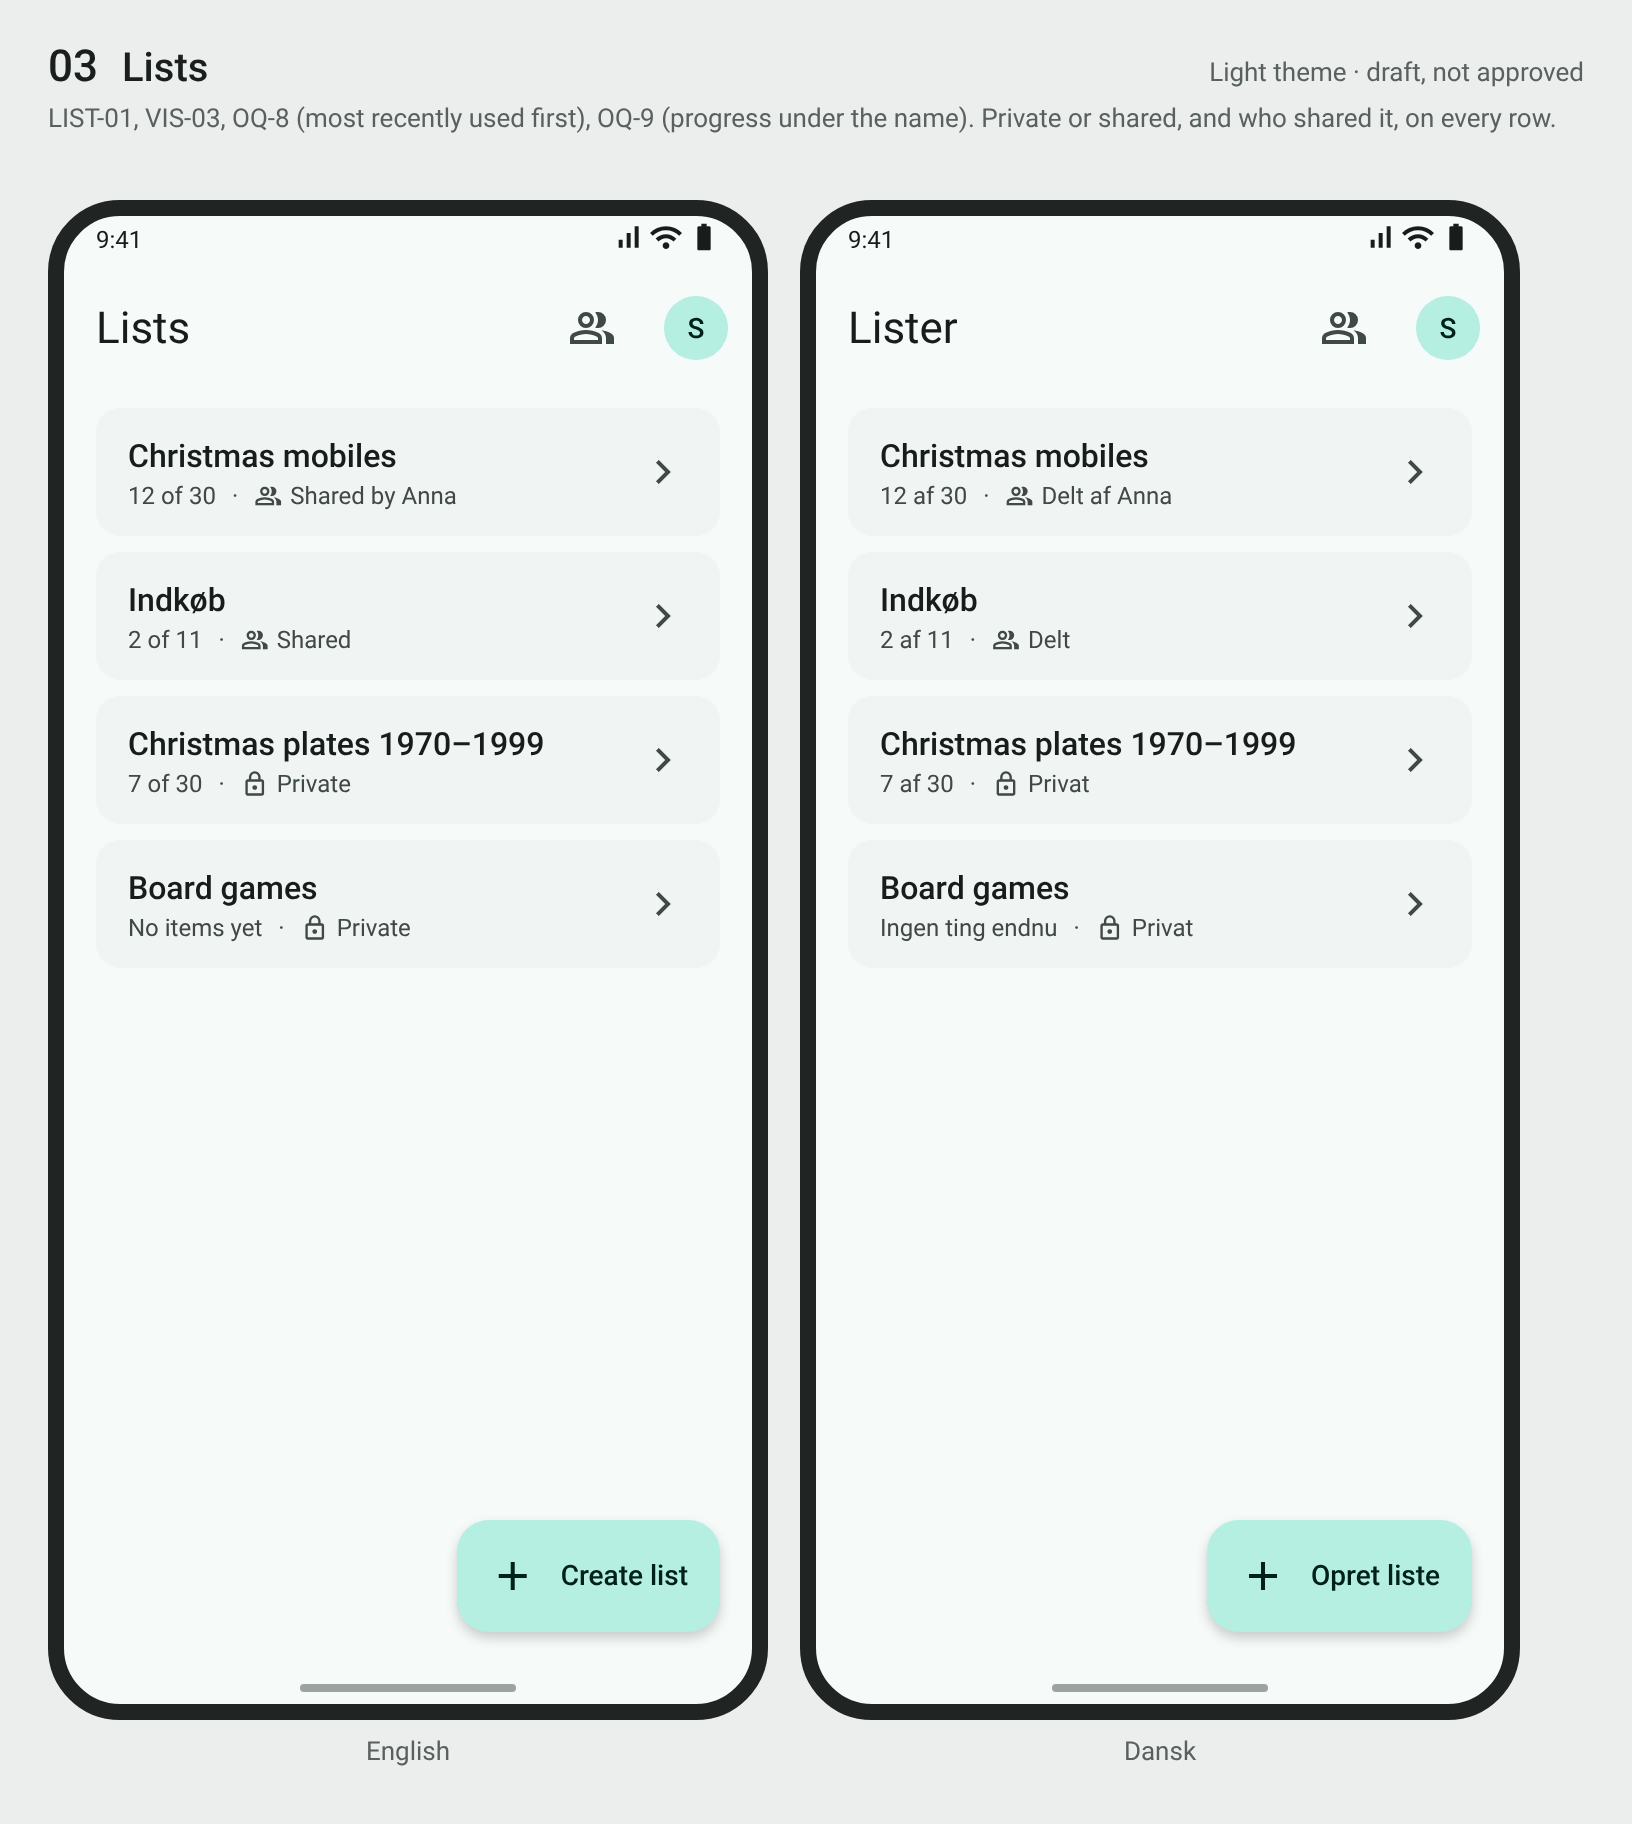 03 Lists
Light theme · draft, not approved
LIST-01, VIS-03, OQ-8 (most recently used first), OQ-9 (progress under the name). Private or shared, and who shared it, on every row.
9:41
Lists
S
Christmas mobiles
12 of 30 · Shared by Anna
Indkøb
2 of 11 · Shared
Christmas plates 1970–1999
7 of 30 · Private
Board games
No items yet · Private
Create list
English
9:41
Lister
S
Christmas mobiles
12 af 30 · Delt af Anna
Indkøb
2 af 11 · Delt
Christmas plates 1970–1999
7 af 30 · Privat
Board games
Ingen ting endnu · Privat
Opret liste
Dansk